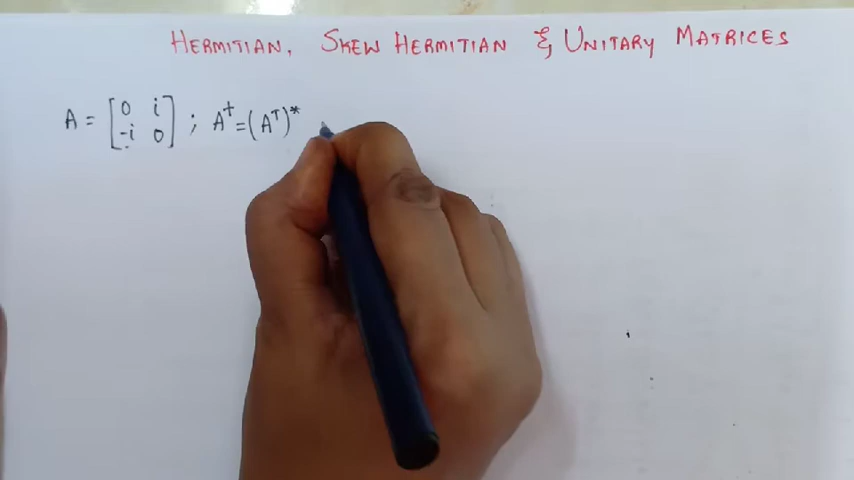 HERMITIAN, SKEW HERMITIAN & UNITARY MATRICES
A = [0 i; -i 0] ; A† = (Aᵀ)*